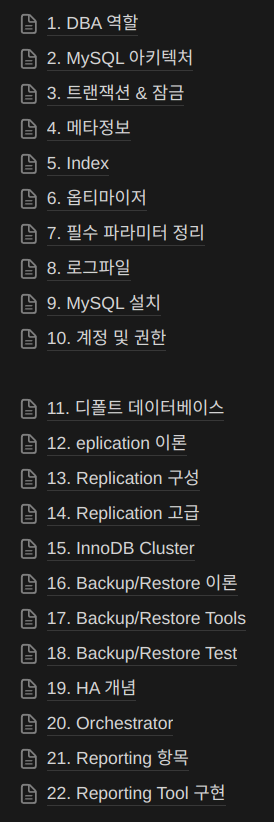 1. DBA 역할
2. MySQL 아키텍처
3. 트랜잭션 & 잠금
4. 메타정보
5. Index
6. 옵티마이저
7. 필수 파라미터 정리
8. 로그파일
9. MySQL 설치
10. 계정 및 권한
11. 디폴트 데이터베이스
12. eplication 이론
13. Replication 구성
14. Replication 고급
15. InnoDB Cluster
16. Backup/Restore 이론
17. Backup/Restore Tools
18. Backup/Restore Test
19. HA 개념
20. Orchestrator
21. Reporting 항목
22. Reporting Tool 구현